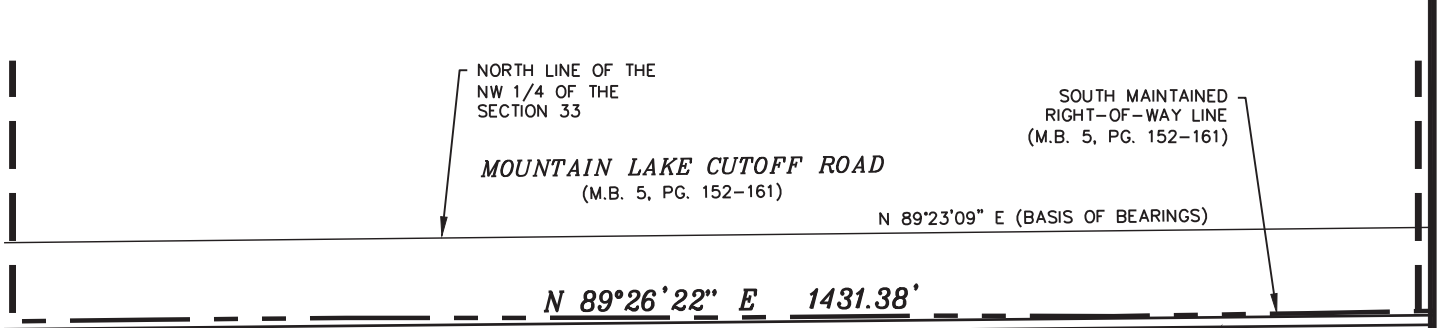 NORTH LINE OF THE
NW 1/4 OF THE
SECTION 33
SOUTH MAINTAINED
RIGHT-OF-WAY LINE
(M.B. 5, PG. 152-161)
MOUNTAIN LAKE CUTOFF ROAD
(M.B. 5, PG. 152-161)
N 89°23'09" E (BASIS OF BEARINGS)
N 89°26'22" E 1431.38'